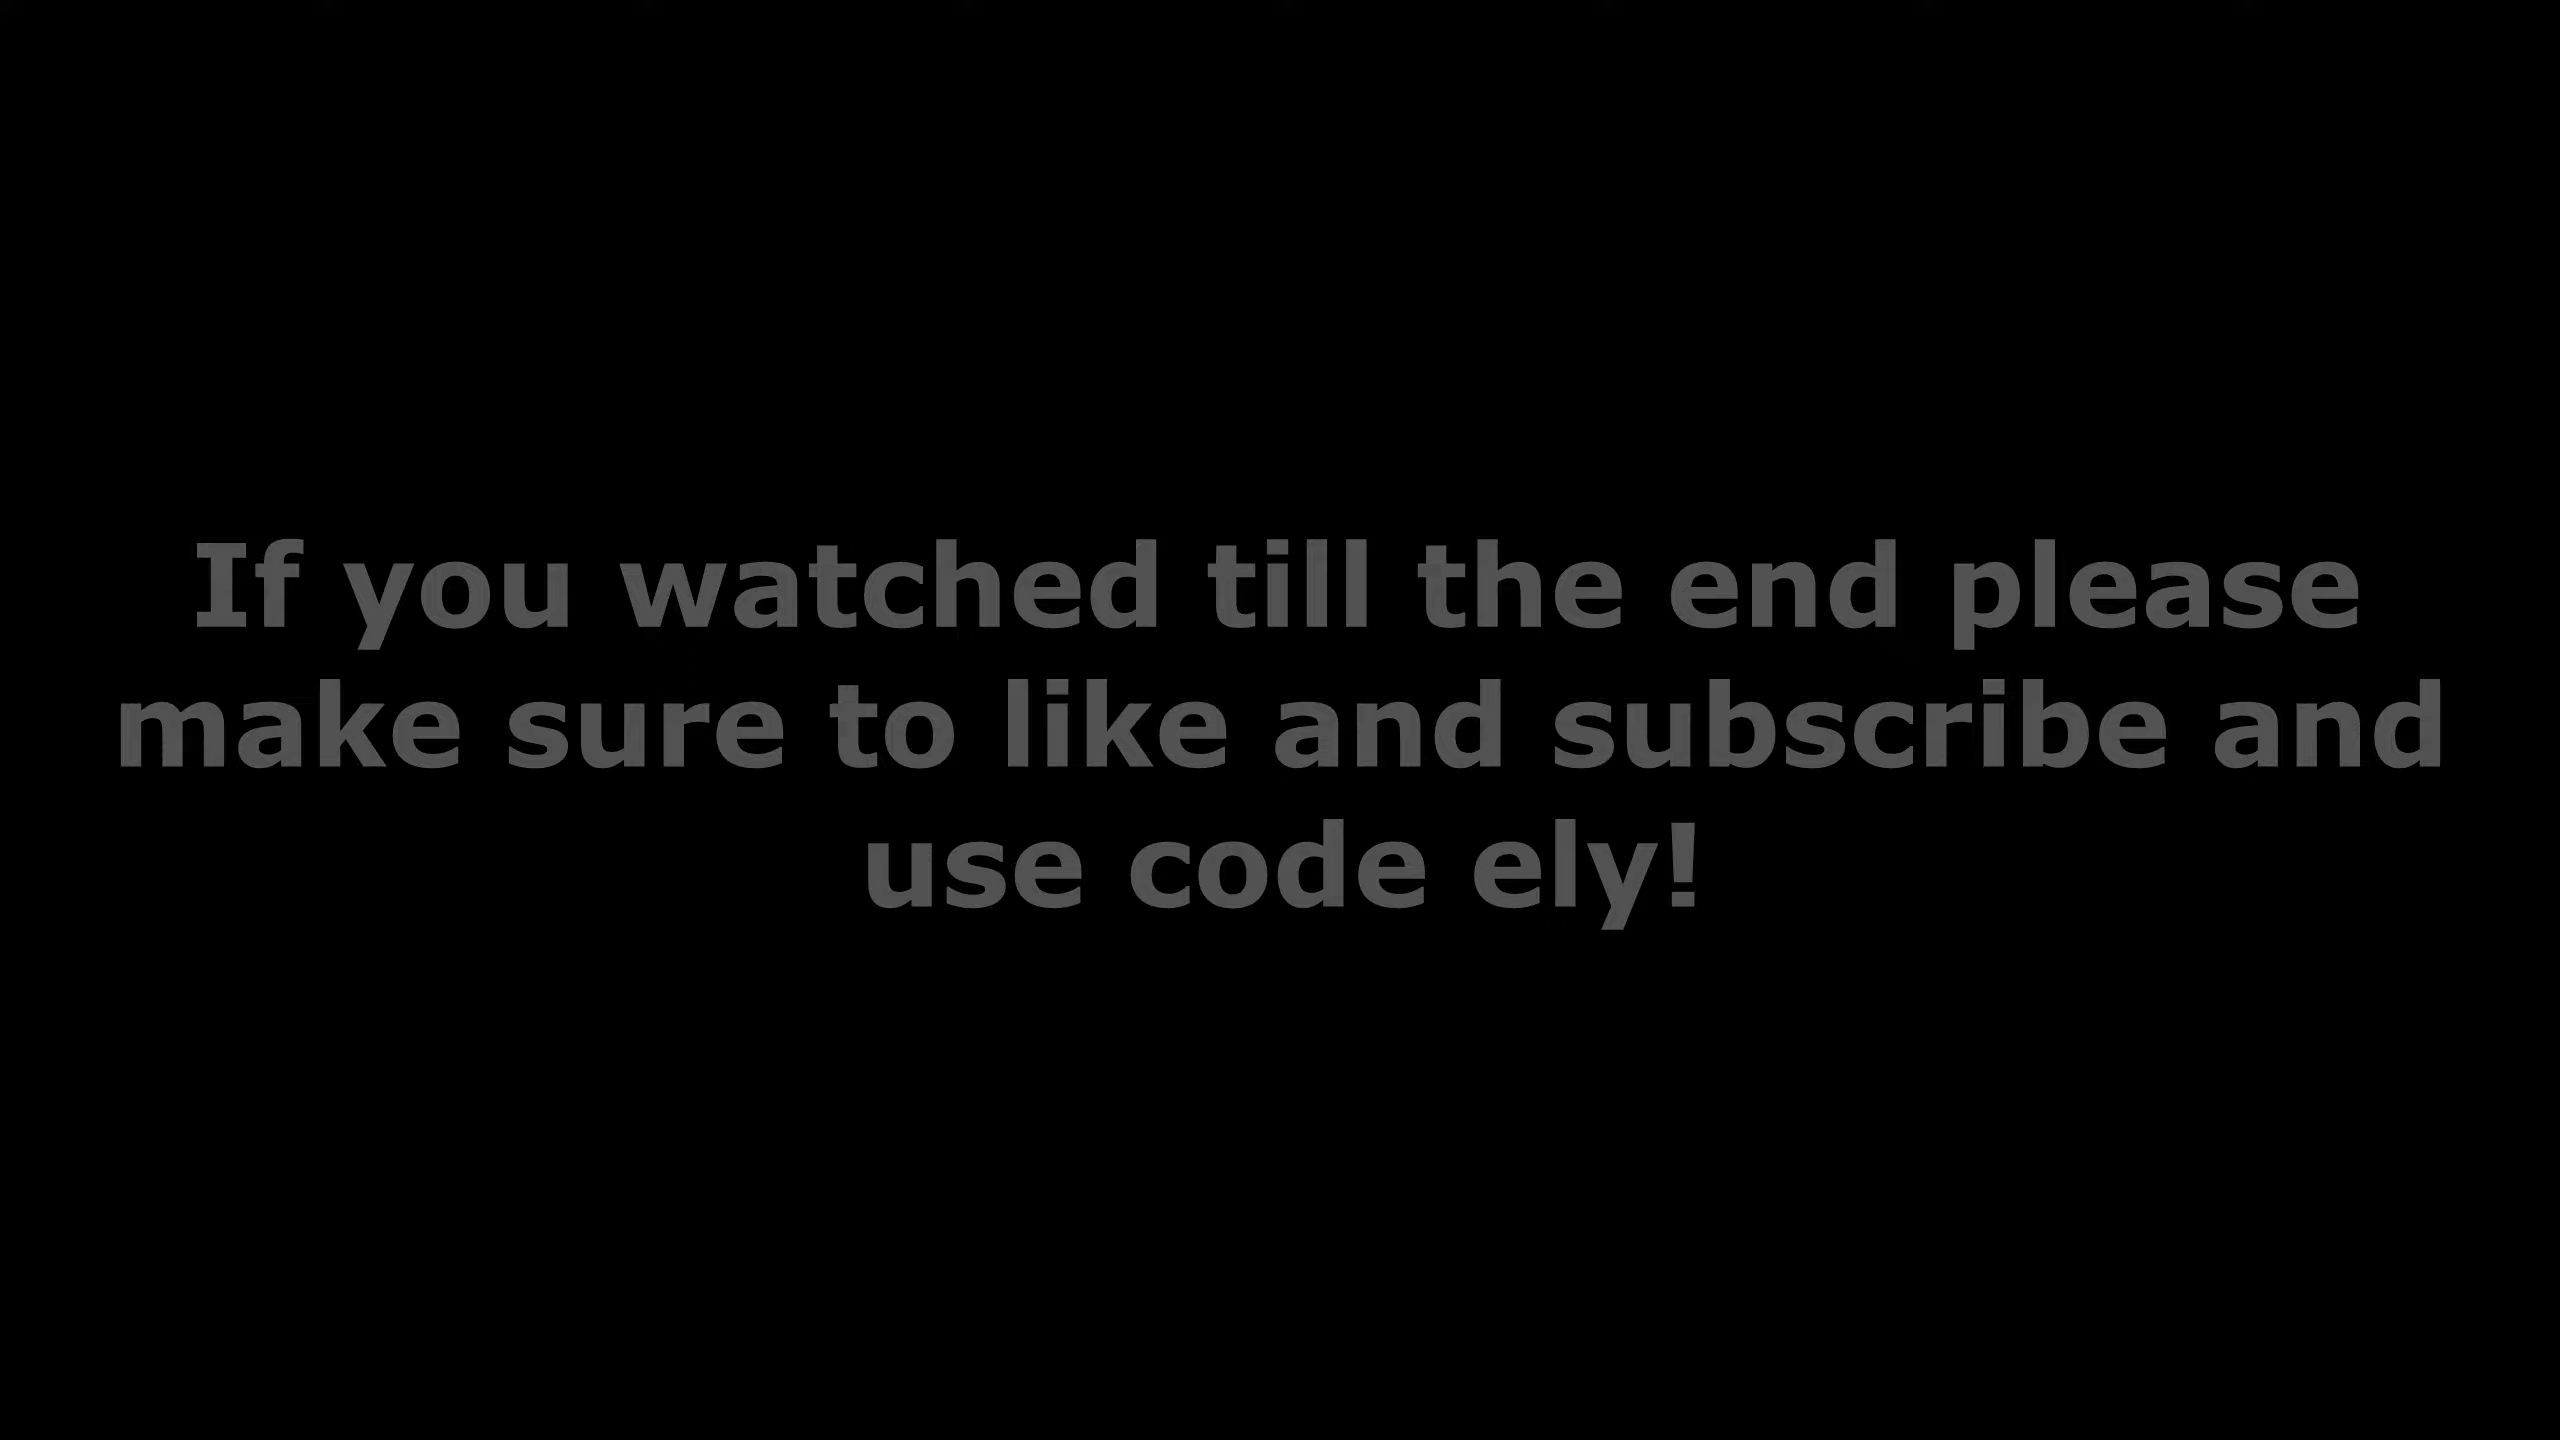 If you watched till the end please
make sure to like and subscribe and
use code ely!